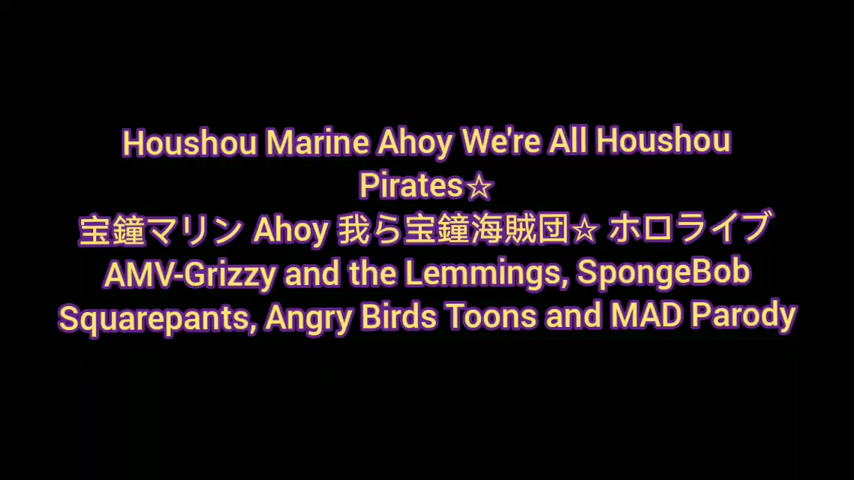 Houshou Marine Ahoy We're All Houshou
Pirates☆
宝鐘マリン Ahoy 我ら宝鐘海賊団☆ ホロライブ
AMV-Grizzy and the Lemmings, SpongeBob
Squarepants, Angry Birds Toons and MAD Parody